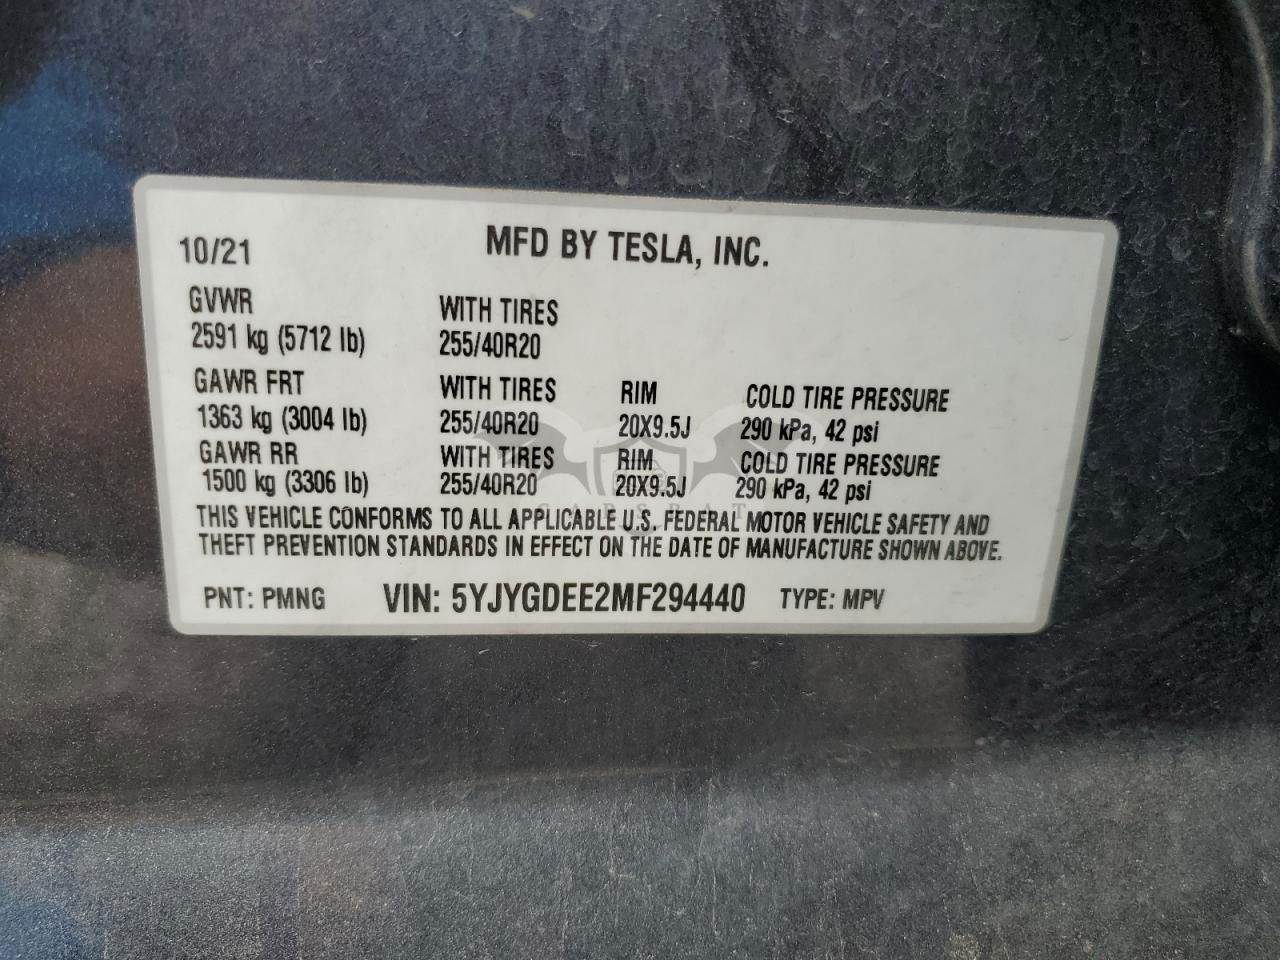 10/21 MFD BY TESLA, INC.
GVWR WITH TIRES
2591 kg (5712 lb) 255/40R20
GAWR FRT WITH TIRES RIM COLD TIRE PRESSURE
1363 kg (3004 lb) 255/40R20 20X9.5J 290 kPa, 42 psi
GAWR RR WITH TIRES RIM COLD TIRE PRESSURE
1500 kg (3306 lb) 255/40R20 20X9.5J 290 kPa, 42 psi
THIS VEHICLE CONFORMS TO ALL APPLICABLE U.S. FEDERAL MOTOR VEHICLE SAFETY AND
THEFT PREVENTION STANDARDS IN EFFECT ON THE DATE OF MANUFACTURE SHOWN ABOVE.
PNT: PMNG VIN: 5YJYGDEE2MF294440 TYPE: MPV